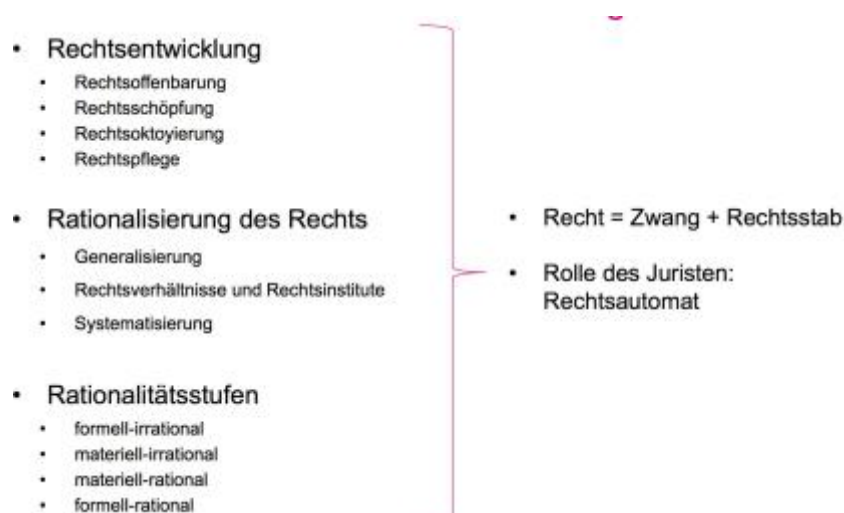 Rechtsentwicklung
Rechtsoffenbarung
Rechtsschöpfung
Rechtsoktoyierung
Rechtspflege
Rationalisierung des Rechts
Generalisierung
Rechtsverhältnisse und Rechtsinstitute
Systematisierung
Rationalitätsstufen
formell-irrational
materiell-irrational
materiell-rational
formell-rational
Recht = Zwang + Rechtsstab
Rolle des Juristen:
Rechtsautomat